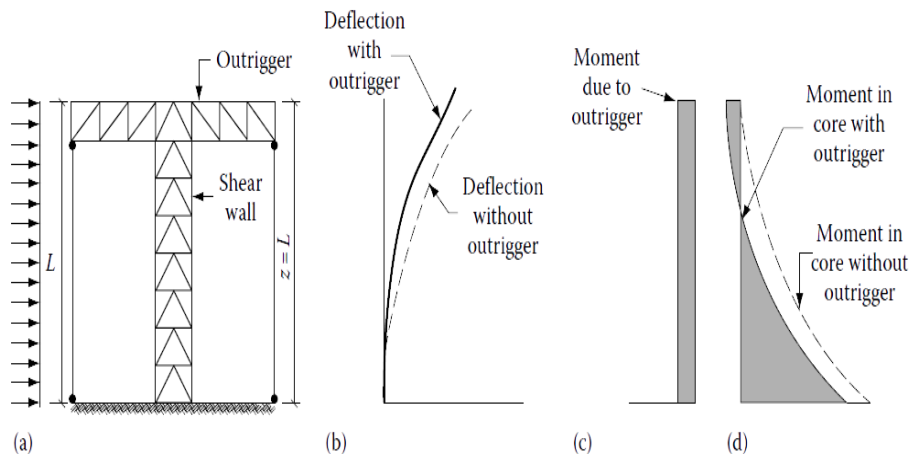 Outrigger
Shear
wall
L
z = L
(a)
Deflection
with
outrigger
Deflection
without
outrigger
(b)
Moment
due to
outrigger
(c)
Moment in
core with
outrigger
Moment in
core without
outrigger
(d)